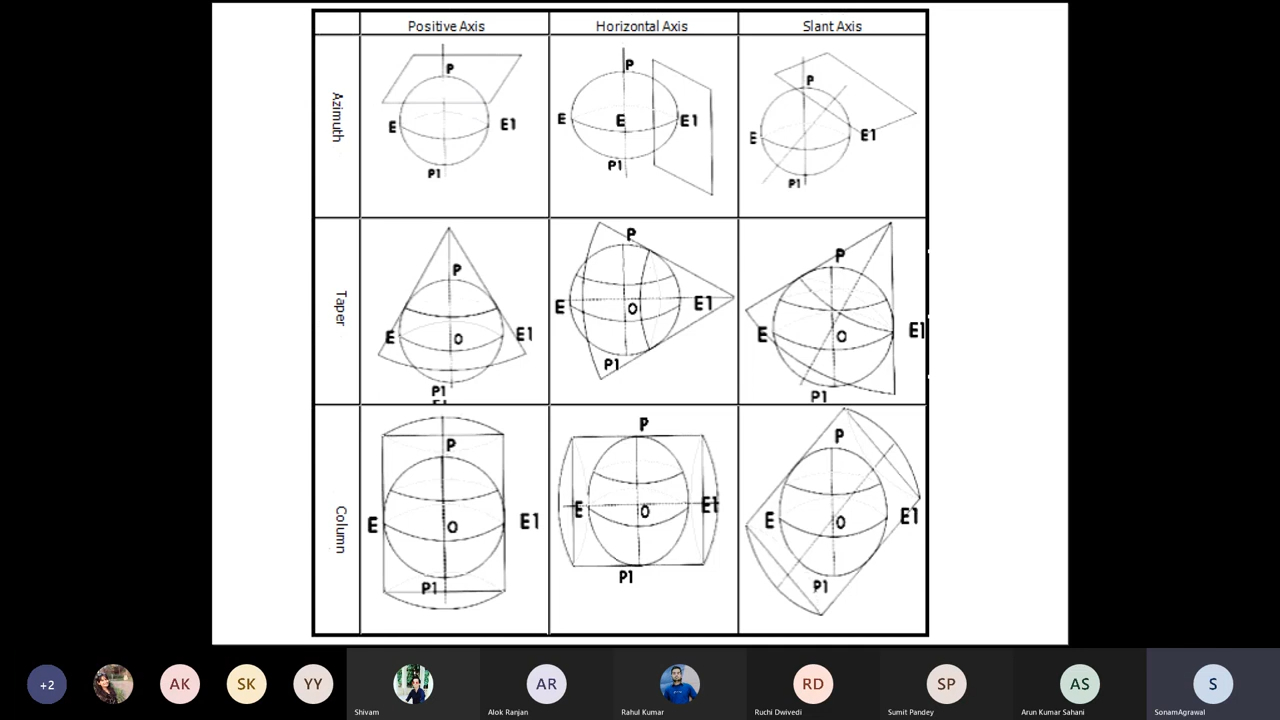 Positive Axis
Horizontal Axis
Slant Axis
Azimuth
P
E
E1
P1
P
E
E
E1
P1
P
E
E1
P1
Taper
P
E
O
E1
P1
P
E
O
E1
P1
P
E
O
E1
P1
Column
P
E
O
E1
P1
P
E
O
E1
P1
P
E
O
E1
P1
+2
AK
SK
YY
Shivam
AR
Alok Ranjan
Rahul Kumar
RD
Ruchi Dwivedi
SP
Sumit Pandey
AS
Arun Kumar Sahani
S
SonamAgrawal